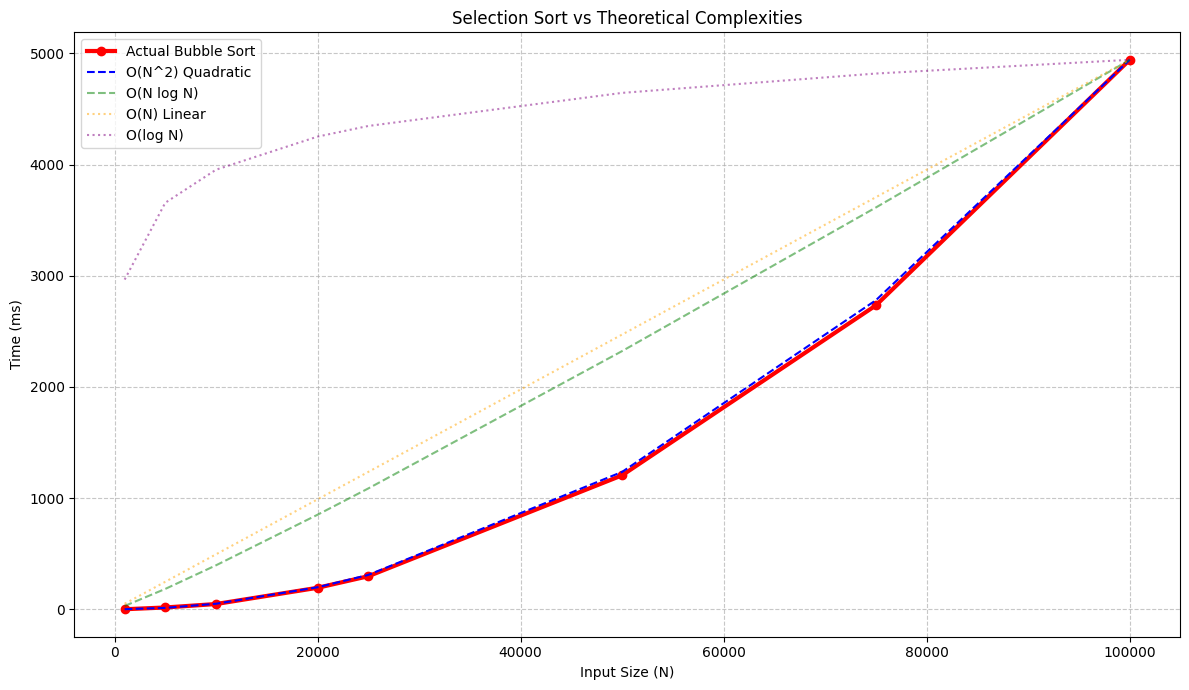 Selection Sort vs Theoretical Complexities
Actual Bubble Sort
O(N^2) Quadratic
O(N log N)
O(N) Linear
O(log N)
Time (ms)
5000
4000
3000
2000
1000
0
0 20000 40000 60000 80000 100000
Input Size (N)